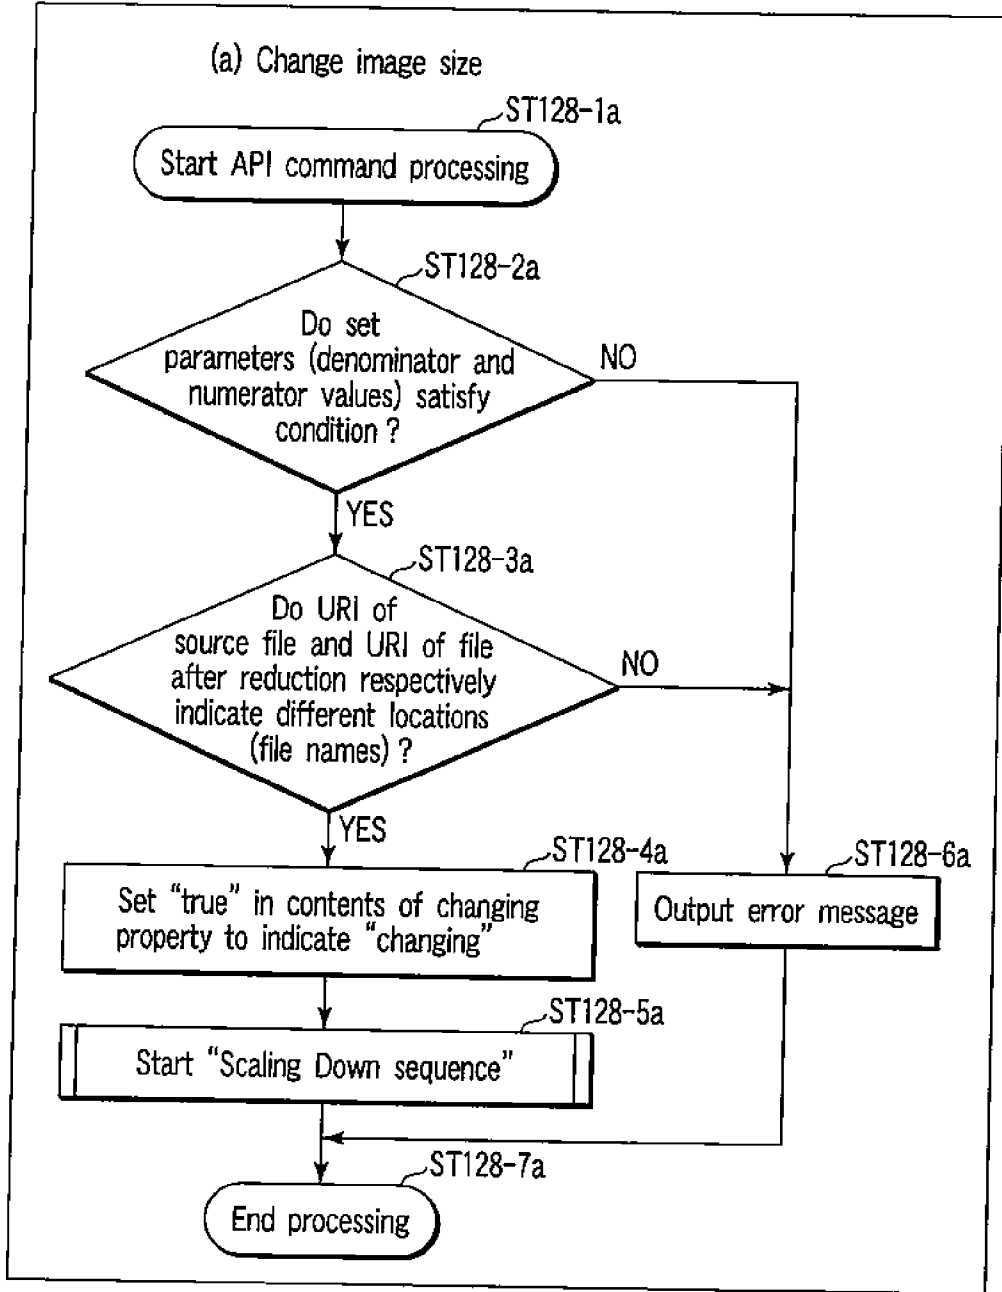 (a) Change image size
ST128-1a
Start API command processing
ST128-2a
Do set
parameters (denominator and
numerator values) satisfy
condition ?
NO
YES
ST128-3a
Do URI of
source file and URI of file
after reduction respectively
indicate different locations
(file names) ?
NO
YES
ST128-4a
Set “true” in contents of changing
property to indicate “changing”
ST128-6a
Output error message
ST128-5a
Start “Scaling Down sequence”
ST128-7a
End processing